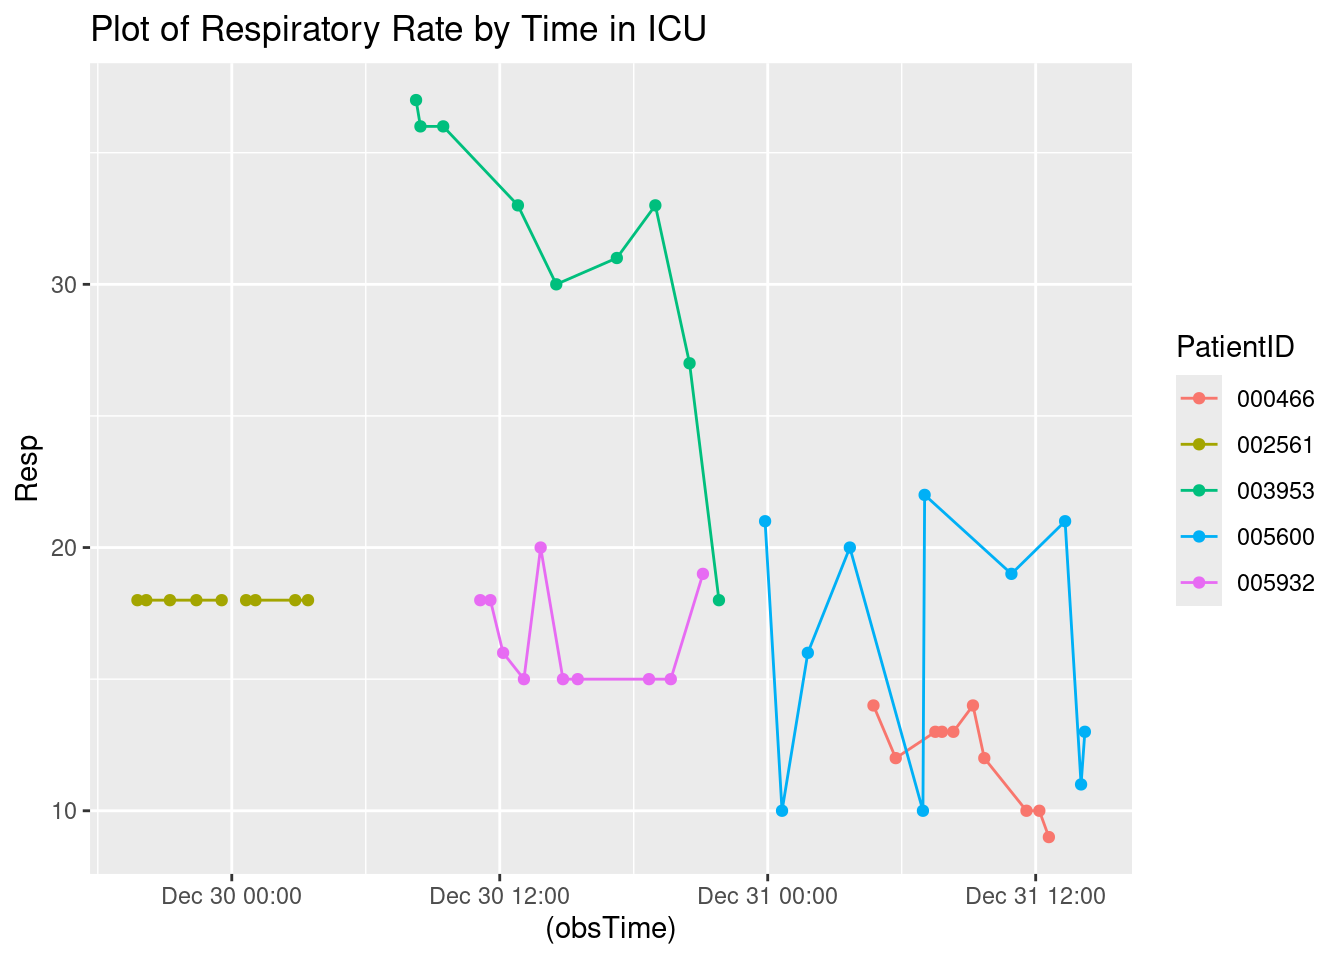 Plot of Respiratory Rate by Time in ICU
Resp
30
20
10
Dec 30 00:00
Dec 30 12:00
Dec 31 00:00
Dec 31 12:00
(obsTime)
PatientID
000466
002561
003953
005600
005932